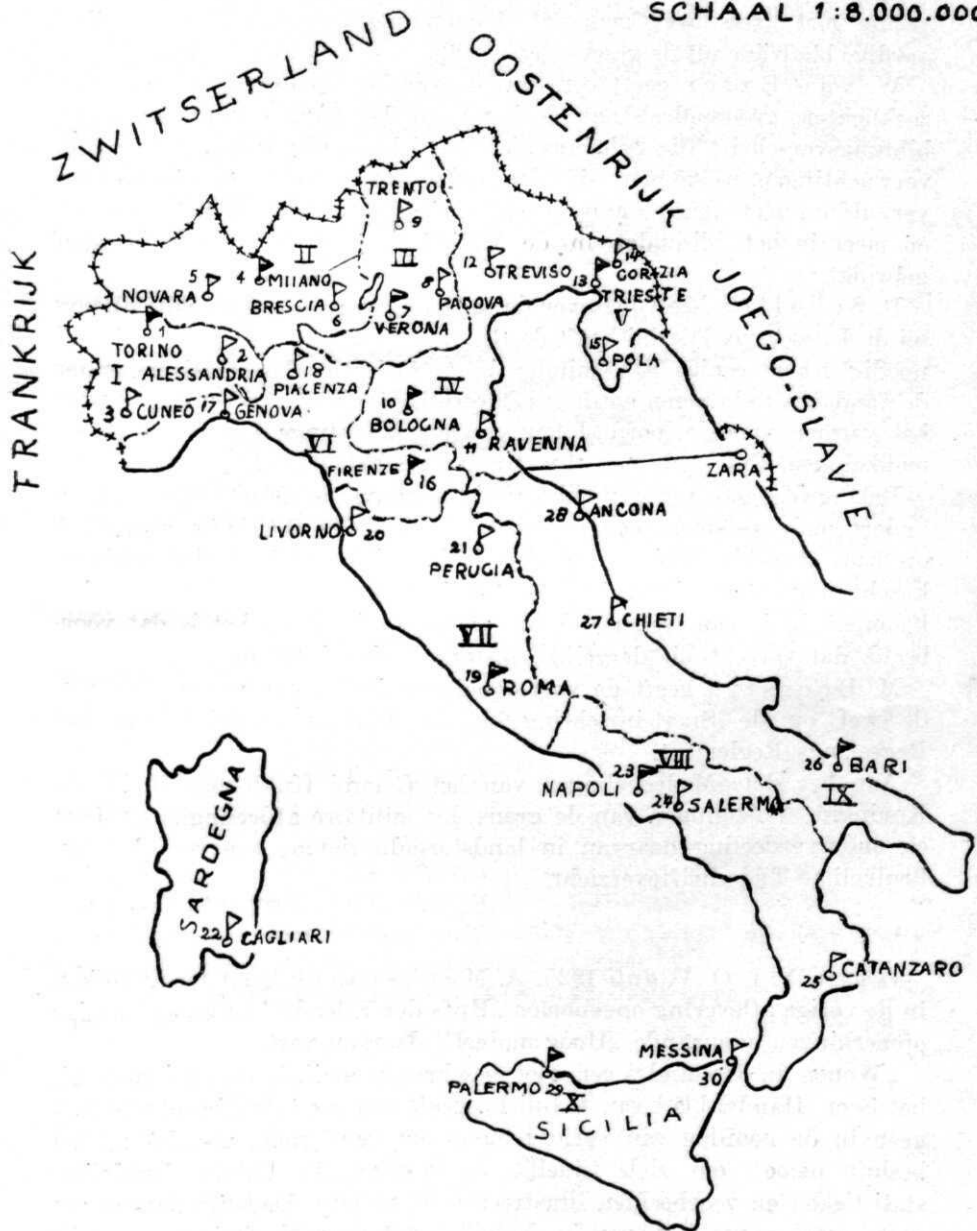 SCHAAL 1:8.000.000
ZWITSERLAND
OOSTENRIJK
FRANKRIJK
JOEGO-SLAVIE
TRENTO
9
II
III
14
GORAZIA
12
TREVISO
13
TRIESTE
5
NOVARA
4
MILANO
BRESCIA
6
8
PADOVA
7
VERONA
V
15
POLA
1
TORINO
2
ALESSANDRIA
18
PIACENZA
I
3
CUNEO
17
GENOVA
IV
10
BOLOGNA
11
RAVENNA
VI
FIRENZE
16
ZARA
LIVORNO
20
28
ANCONA
21
PERUGIA
27
CHIETI
VII
19
ROMA
VIII
23
NAPOLI
24
SALERMO
26
BARI
IX
SARDEGNA
22
CAGLIARI
25
CATANZARO
MESSINA
30
PALERMO
29
X
SICILIA